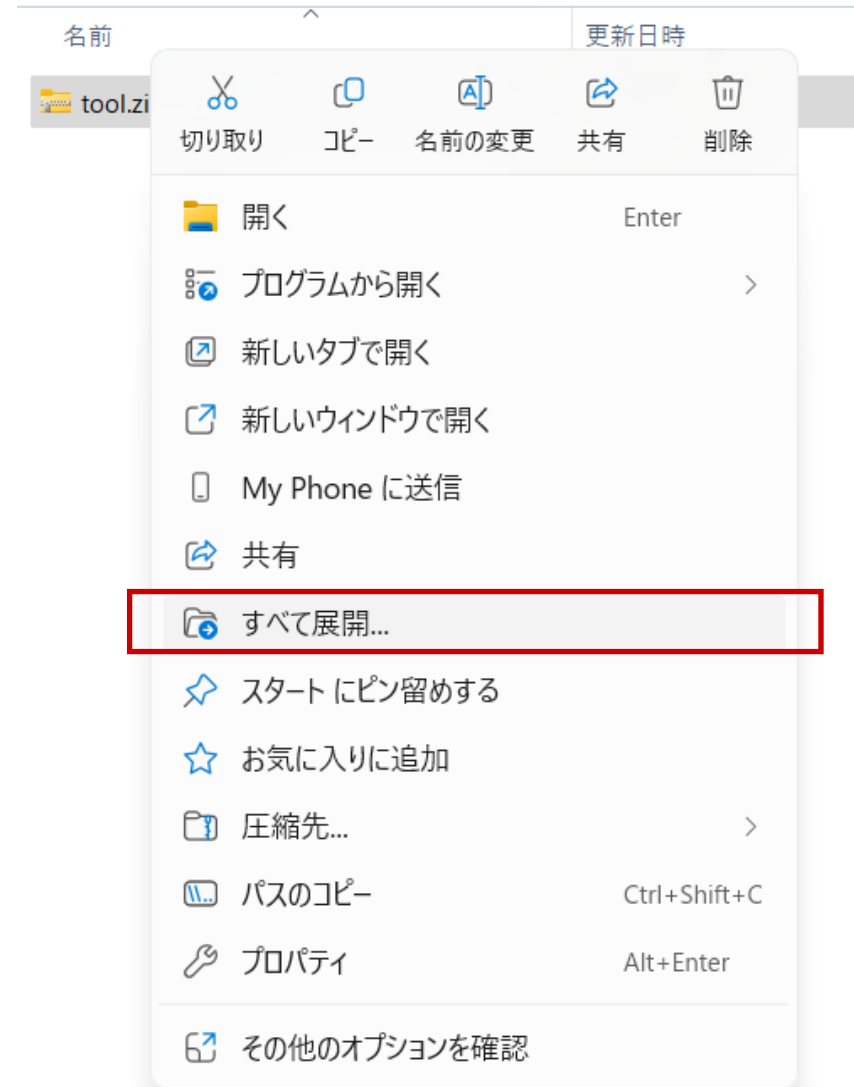 名前 更新日時
tool.zi
切り取り コピー 名前の変更 共有 削除
開く Enter
プログラムから開く
新しいタブで開く
新しいウィンドウで開く
My Phone に送信
共有
すべて展開...
スタート にピン留めする
お気に入りに追加
圧縮先...
パスのコピー Ctrl+Shift+C
プロパティ Alt+Enter
その他のオプションを確認